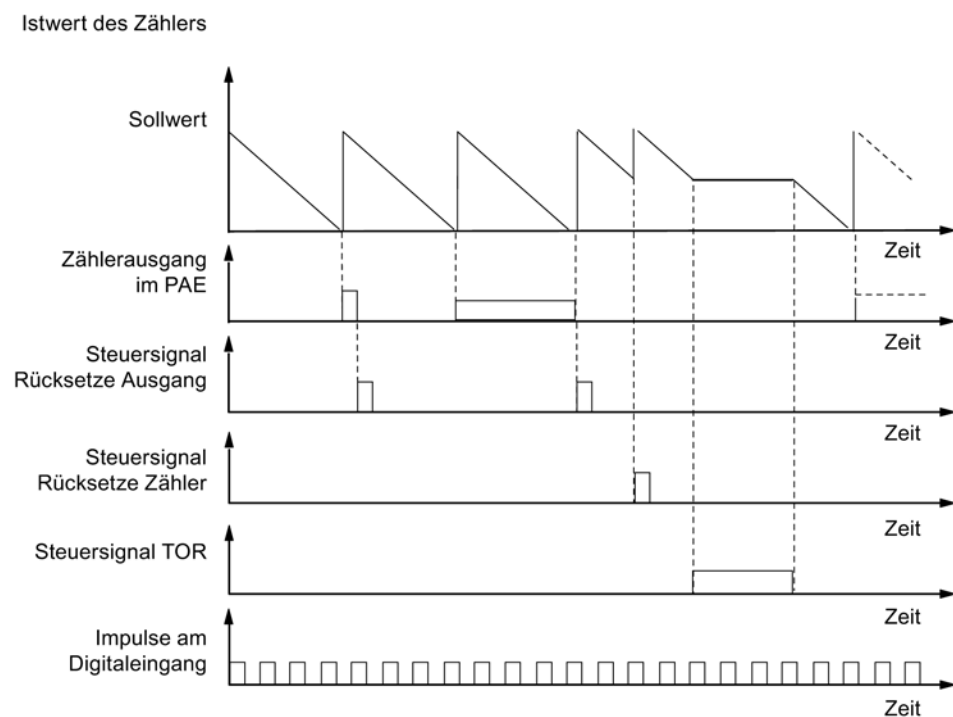 Istwert des Zählers
Sollwert
Zeit
Zählerausgang
im PAE
Zeit
Steuersignal
Rücksetze Ausgang
Zeit
Steuersignal
Rücksetze Zähler
Zeit
Steuersignal TOR
Zeit
Impulse am
Digitaleingang
Zeit